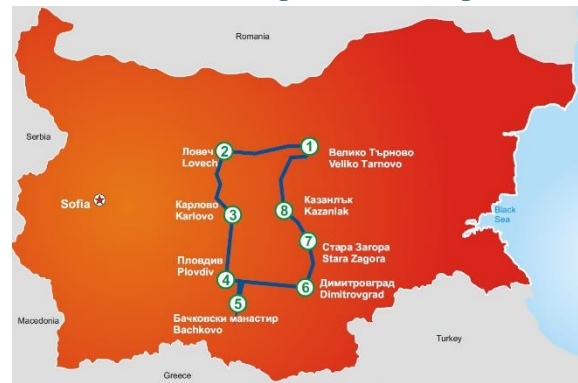 Romania
Serbia
1
2
Ловеч
Lovech
Велико Търново
Veliko Tarnovo
Sofia
Карлово
Karlovo
3
8
Казанлък
Kazanlak
Black
Sea
7
Стара Загора
Stara Zagora
Пловдив
Plovdiv
4
6
Димитровград
Dimitrovgrad
5
Бачковски манастир
Bachkovo
Macedonia
Turkey
Greece